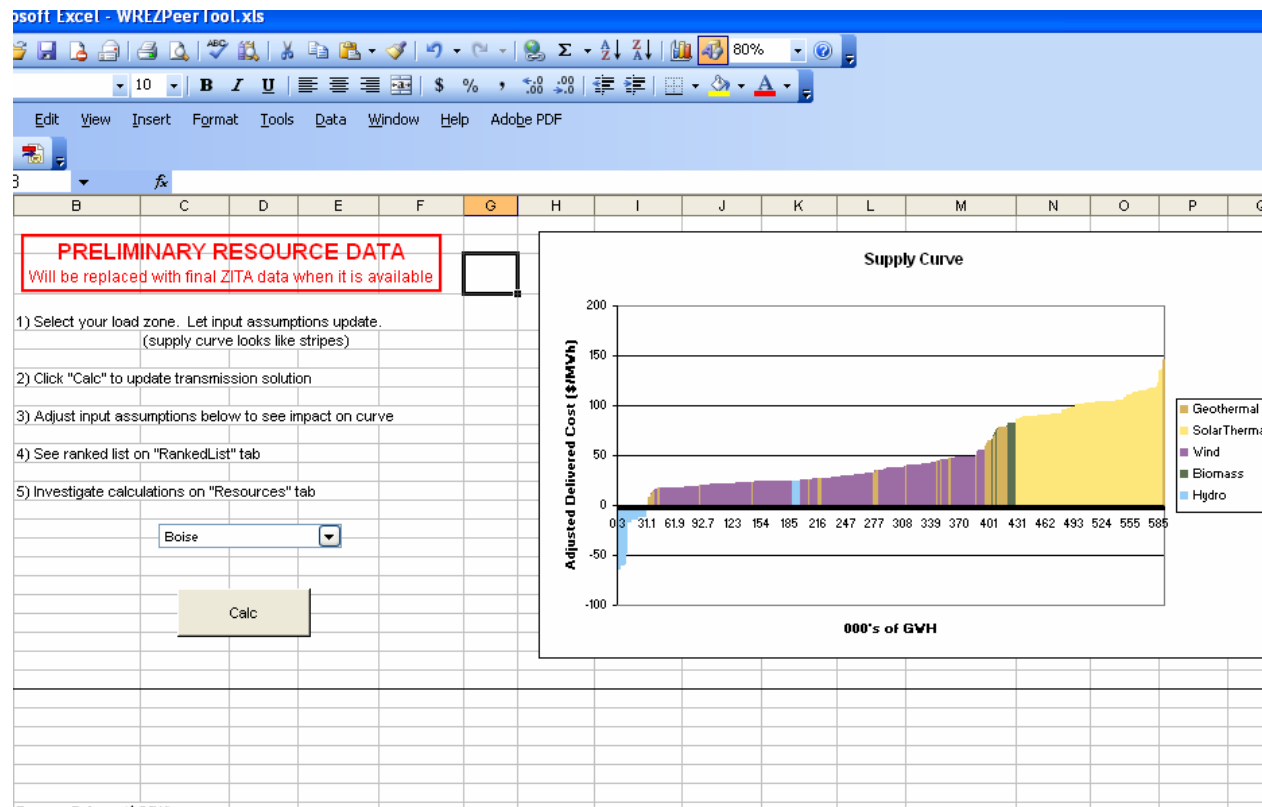 osoft Excel - WREZPeerTool.xls
ABC
80%
10
B I U
$ % ,
Edit View Insert Format Tools Data Window Help Adobe PDF
fx
B C D E F G H I J K L M N O P
PRELIMINARY RESOURCE DATA
Will be replaced with final ZITA data when it is available
1) Select your load zone. Let input assumptions update.
(supply curve looks like stripes)
2) Click "Calc" to update transmission solution
3) Adjust input assumptions below to see impact on curve
4) See ranked list on "RankedList" tab
5) Investigate calculations on "Resources" tab
Boise
Calc
Supply Curve
Adjusted Delivered Cost ($/MWh)
200
150
100
50
0
-50
-100
0.3 31.1 61.9 92.7 123 154 185 216 247 277 308 339 370 401 431 462 493 524 555 585
000's of GWH
Geothermal
SolarTherma
Wind
Biomass
Hydro